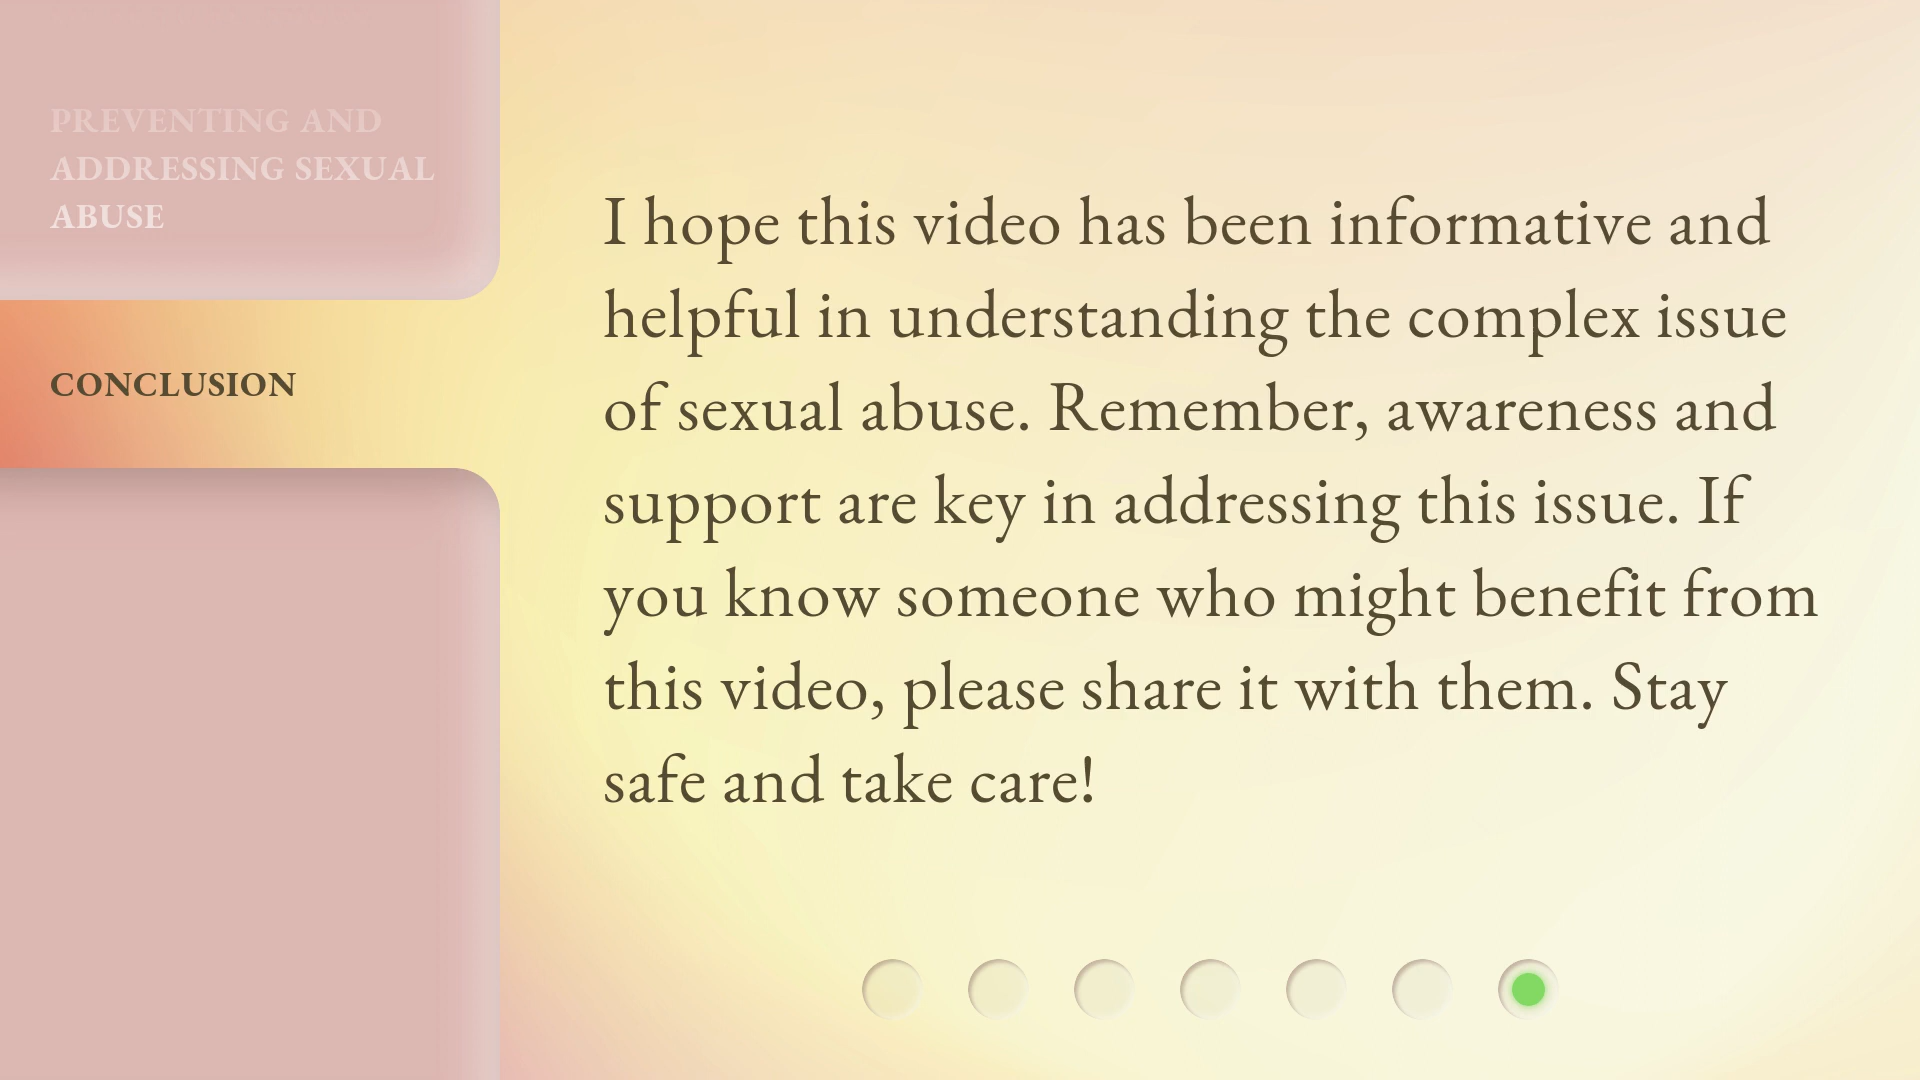 PREVENTING AND
ADDRESSING SEXUAL
ABUSE
CONCLUSION
I hope this video has been informative and
helpful in understanding the complex issue
of sexual abuse. Remember, awareness and
support are key in addressing this issue. If
you know someone who might benefit from
this video, please share it with them. Stay
safe and take care!